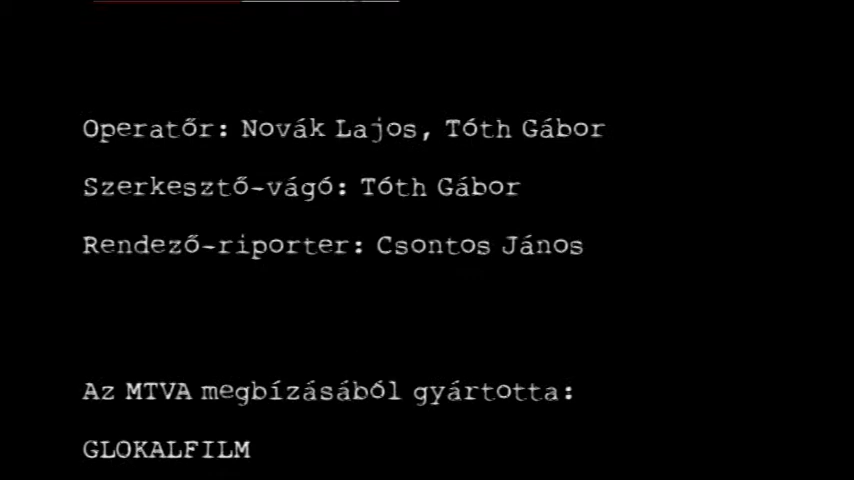 Operatőr: Novák Lajos, Tóth Gábor
Szerkesztő-vágó: Tóth Gábor
Rendező-riporter: Csontos János
Az MTVA megbízásából gyártotta:
GLOKALFILM